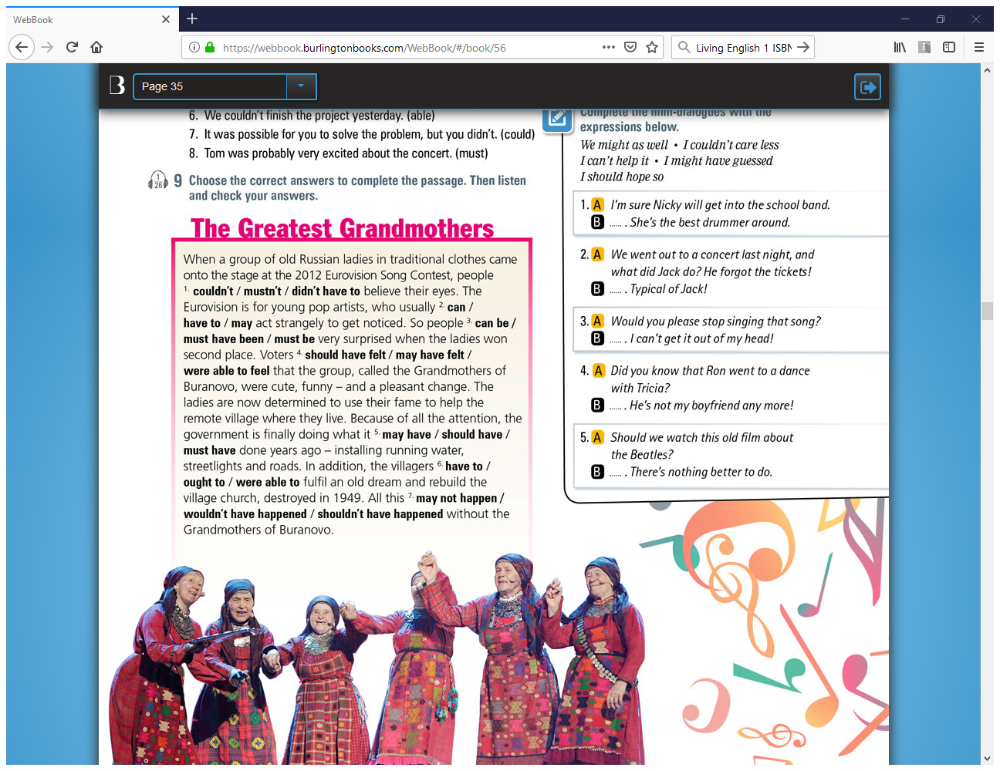 WebBook
https://webbook.burlingtonbooks.com/WebBook/#/book/56
Living English 1 ISBN
B
Page 35
6. We couldn't finish the project yesterday. (able)
7. It was possible for you to solve the problem, but you didn't. (could)
8. Tom was probably very excited about the concert. (must)
1
26
9 Choose the correct answers to complete the passage. Then listen
and check your answers.
The Greatest Grandmothers
When a group of old Russian ladies in traditional clothes came
onto the stage at the 2012 Eurovision Song Contest, people
1. couldn't / mustn't / didn't have to believe their eyes. The
Eurovision is for young pop artists, who usually 2. can /
have to / may act strangely to get noticed. So people 3. can be /
must have been / must be very surprised when the ladies won
second place. Voters 4. should have felt / may have felt /
were able to feel that the group, called the Grandmothers of
Buranovo, were cute, funny – and a pleasant change. The
ladies are now determined to use their fame to help the
remote village where they live. Because of all the attention, the
government is finally doing what it 5. may have / should have /
must have done years ago – installing running water,
streetlights and roads. In addition, the villagers 6. have to /
ought to / were able to fulfil an old dream and rebuild the
village church, destroyed in 1949. All this 7. may not happen /
wouldn't have happened / shouldn't have happened without the
Grandmothers of Buranovo.
Complete the mini-dialogues with the
expressions below.
We might as well • I couldn't care less
I can't help it • I might have guessed
I should hope so
1. A I'm sure Nicky will get into the school band.
B ...... . She's the best drummer around.
2. A We went out to a concert last night, and
what did Jack do? He forgot the tickets!
B ...... . Typical of Jack!
3. A Would you please stop singing that song?
B ...... . I can't get it out of my head!
4. A Did you know that Ron went to a dance
with Tricia?
B ...... . He's not my boyfriend any more!
5. A Should we watch this old film about
the Beatles?
B ...... . There's nothing better to do.